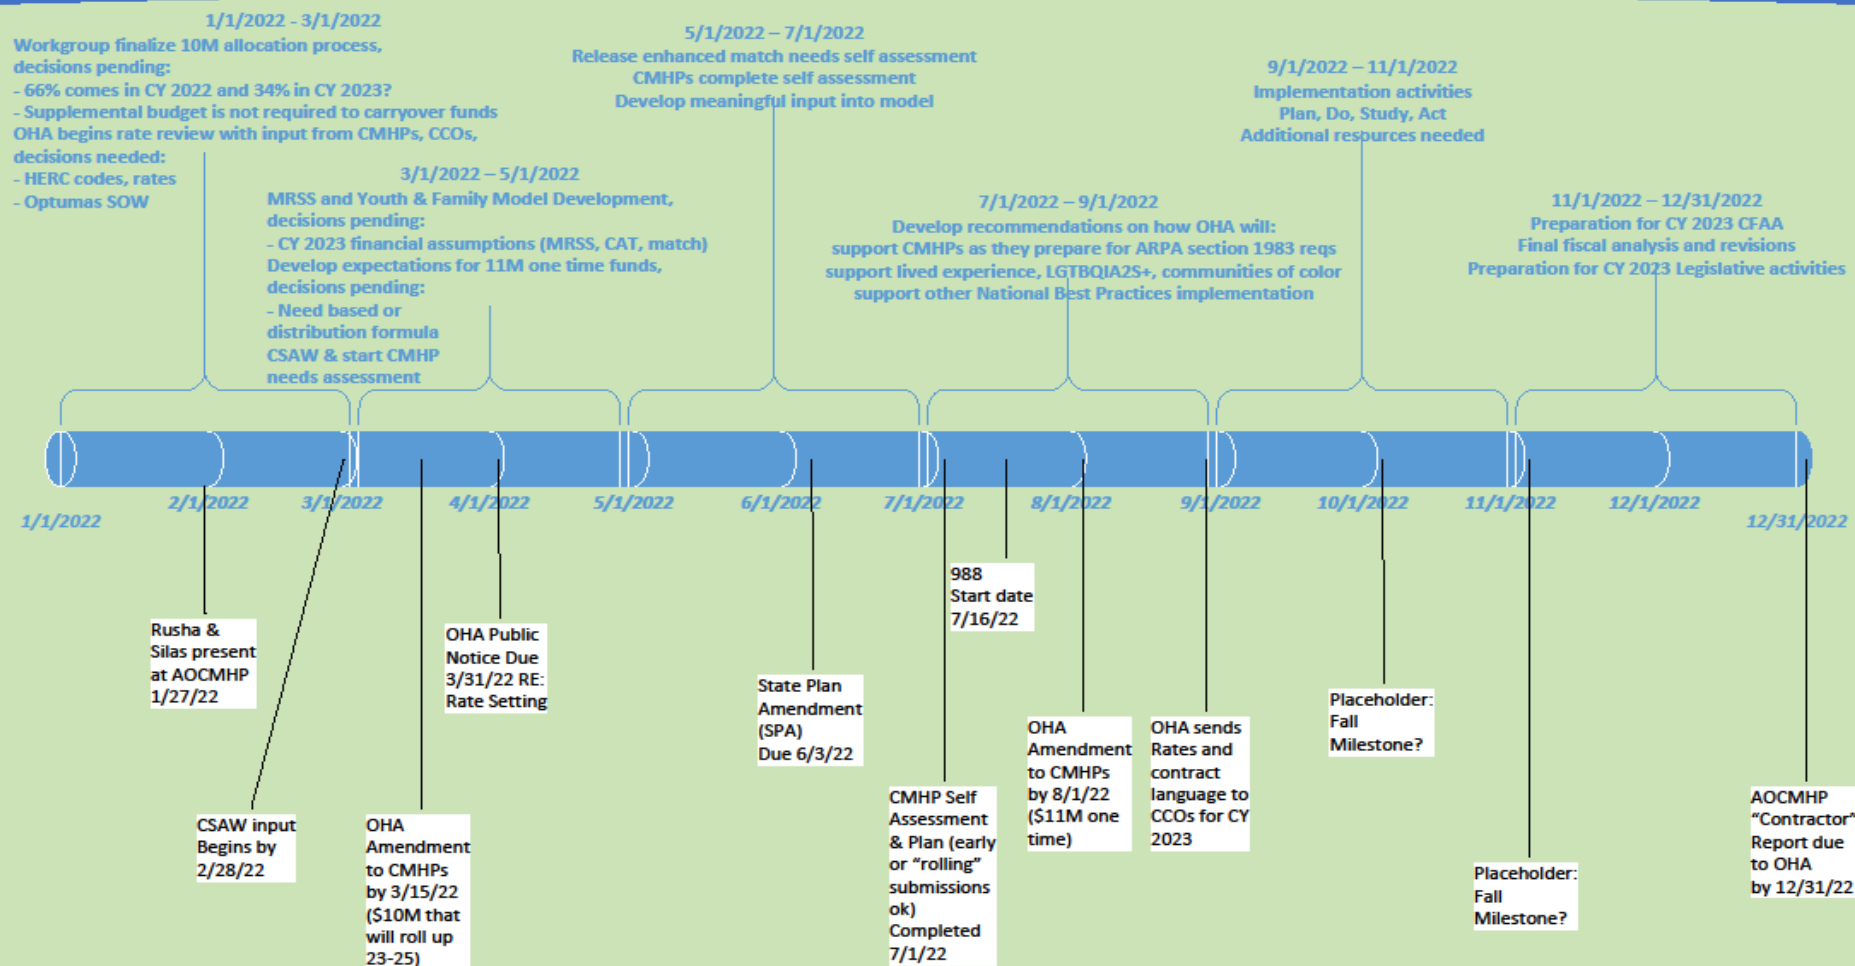 1/1/2022 - 3/1/2022
Workgroup finalize 10M allocation process,
decisions pending:
- 66% comes in CY 2022 and 34% in CY 2023?
- Supplemental budget is not required to carryover funds
OHA begins rate review with input from CMHPs, CCOs,
decisions needed:
- HERC codes, rates
- Optumas SOW
3/1/2022 – 5/1/2022
MRSS and Youth & Family Model Development,
decisions pending:
- CY 2023 financial assumptions (MRSS, CAT, match)
Develop expectations for 11M one time funds,
decisions pending:
- Need based or
distribution formula
CSAW & start CMHP
needs assessment
5/1/2022 – 7/1/2022
Release enhanced match needs self assessment
CMHPs complete self assessment
Develop meaningful input into model
7/1/2022 – 9/1/2022
Develop recommendations on how OHA will:
support CMHPs as they prepare for ARPA section 1983 reqs
support lived experience, LGTBQIA2S+, communities of color
support other National Best Practices implementation
9/1/2022 – 11/1/2022
Implementation activities
Plan, Do, Study, Act
Additional resources needed
11/1/2022 – 12/31/2022
Preparation for CY 2023 CFAA
Final fiscal analysis and revisions
Preparation for CY 2023 Legislative activities
1/1/2022
2/1/2022
3/1/2022
4/1/2022
5/1/2022
6/1/2022
7/1/2022
8/1/2022
9/1/2022
10/1/2022
11/1/2022
12/1/2022
12/31/2022
Rusha &
Silas present
at AOCMHP
1/27/22
CSAW input
Begins by
2/28/22
OHA
Amendment
to CMHPs
by 3/15/22
($10M that
will roll up
23-25)
OHA Public
Notice Due
3/31/22 RE:
Rate Setting
State Plan
Amendment
(SPA)
Due 6/3/22
CMHP Self
Assessment
& Plan (early
or “rolling”
submissions
ok)
Completed
7/1/22
988
Start date
7/16/22
OHA
Amendment
to CMHPs
by 8/1/22
($11M one
time)
OHA sends
Rates and
contract
language to
CCOs for CY
2023
Placeholder:
Fall
Milestone?
Placeholder:
Fall
Milestone?
AOCMHP
“Contractor”
Report due
to OHA
by 12/31/22